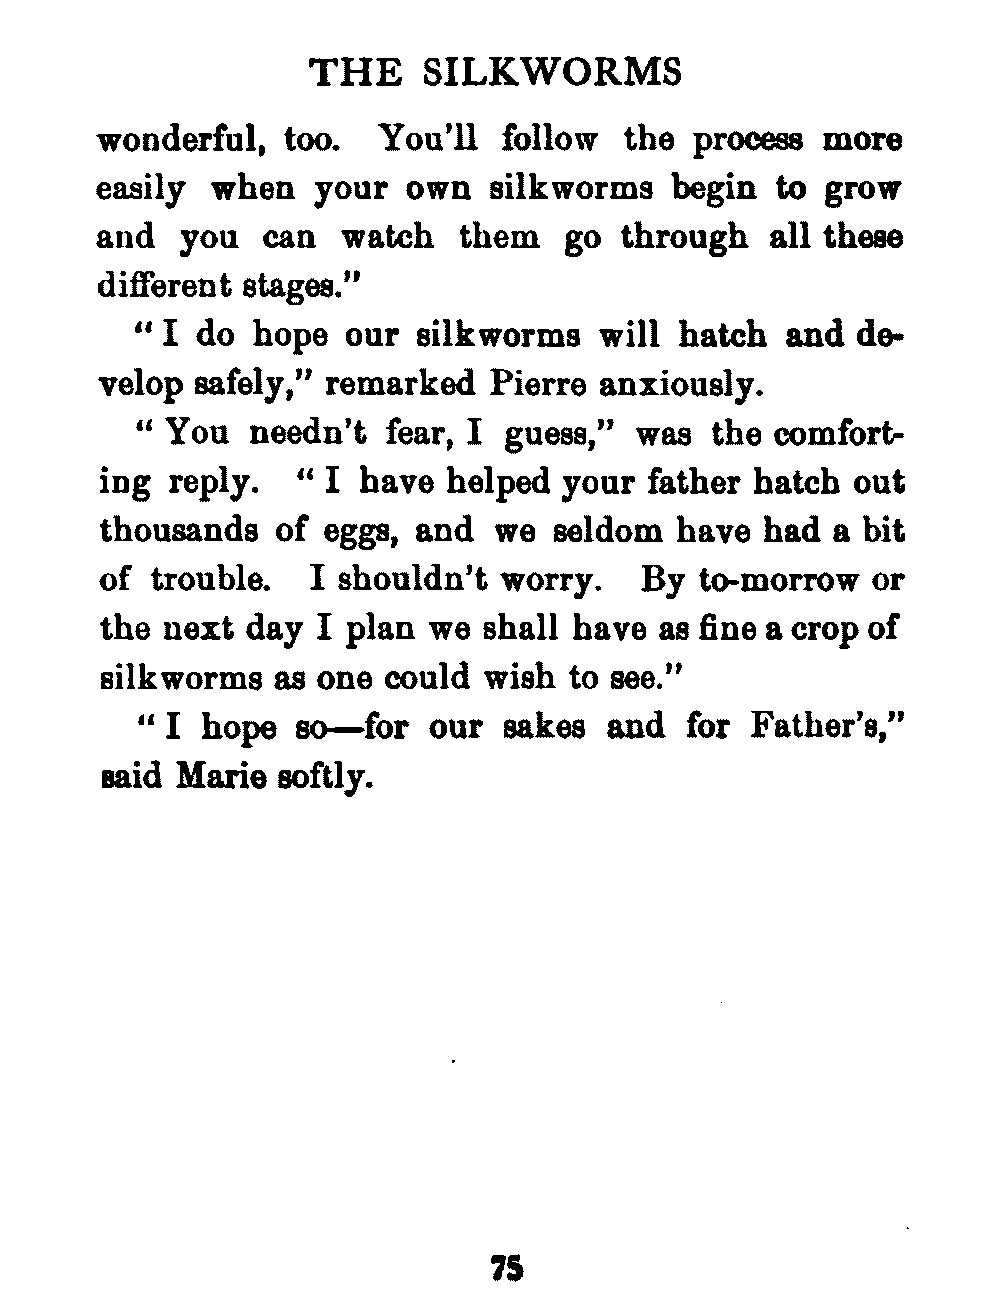 THE SILKWORMS
wonderful, too. You'll follow the process more
easily when your own silkworms begin to grow
and you can watch them go through all these
different stages."
"I do hope our silkworms will hatch and de-
velop safely," remarked Pierre anxiously.
"You needn't fear, I guess," was the comfort-
ing reply. "I have helped your father hatch out
thousands of eggs, and we seldom have had a bit
of trouble. I shouldn't worry. By to-morrow or
the next day I plan we shall have as fine a crop of
silkworms as one could wish to see."
"I hope so—for our sakes and for Father's,"
said Marie softly.
75